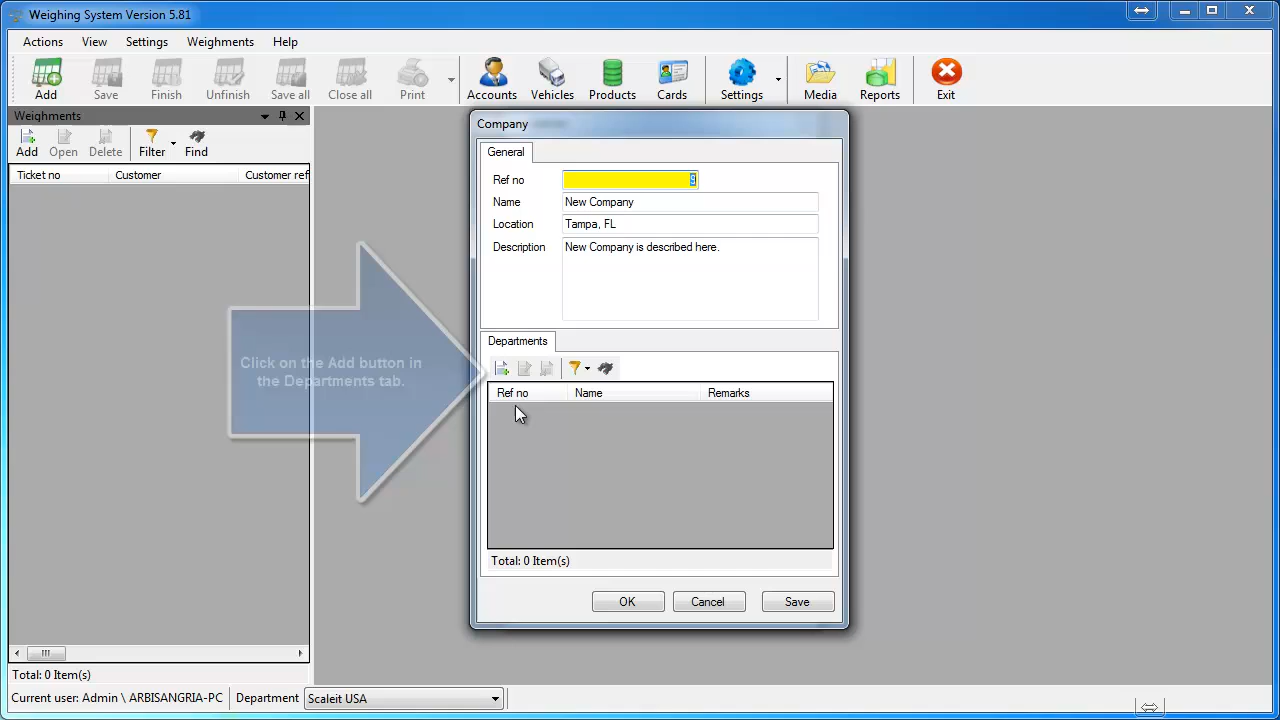 Weighing System Version 5.81
Actions View Settings Weighments Help
Add Save Finish Unfinish Save all Close all Print Accounts Vehicles Products Cards Settings Media Reports Exit
Weighments
Add Open Delete Filter Find
Ticket no Customer Customer ref
Company
General
Ref no 9
Name New Company
Location Tampa, FL
Description New Company is described here.
Departments
Click on the Add button in
the Departments tab.
Ref no Name Remarks
Total: 0 Item(s)
OK Cancel Save
Total: 0 Item(s)
Current user: Admin \ ARBISANGRIA-PC Department Scaleit USA